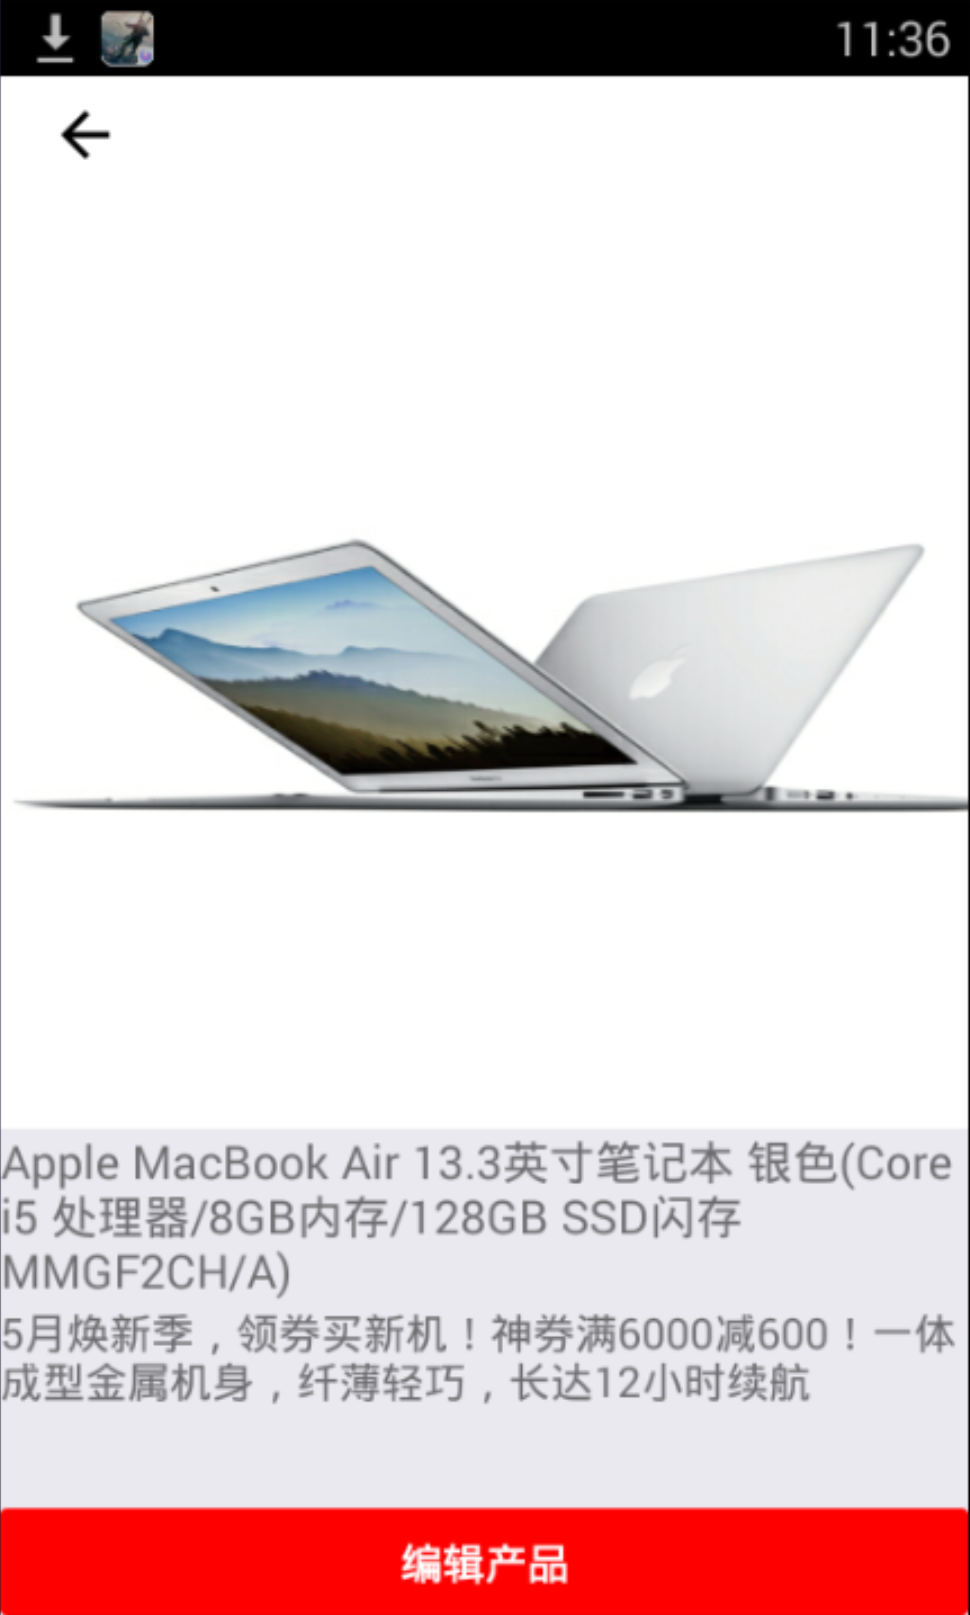 11:36
Apple MacBook Air 13.3英寸笔记本 银色(Core
i5 处理器/8GB内存/128GB SSD闪存
MMGF2CH/A)
5月焕新季，领券买新机！神券满6000减600！一体
成型金属机身，纤薄轻巧，长达12小时续航
编辑产品